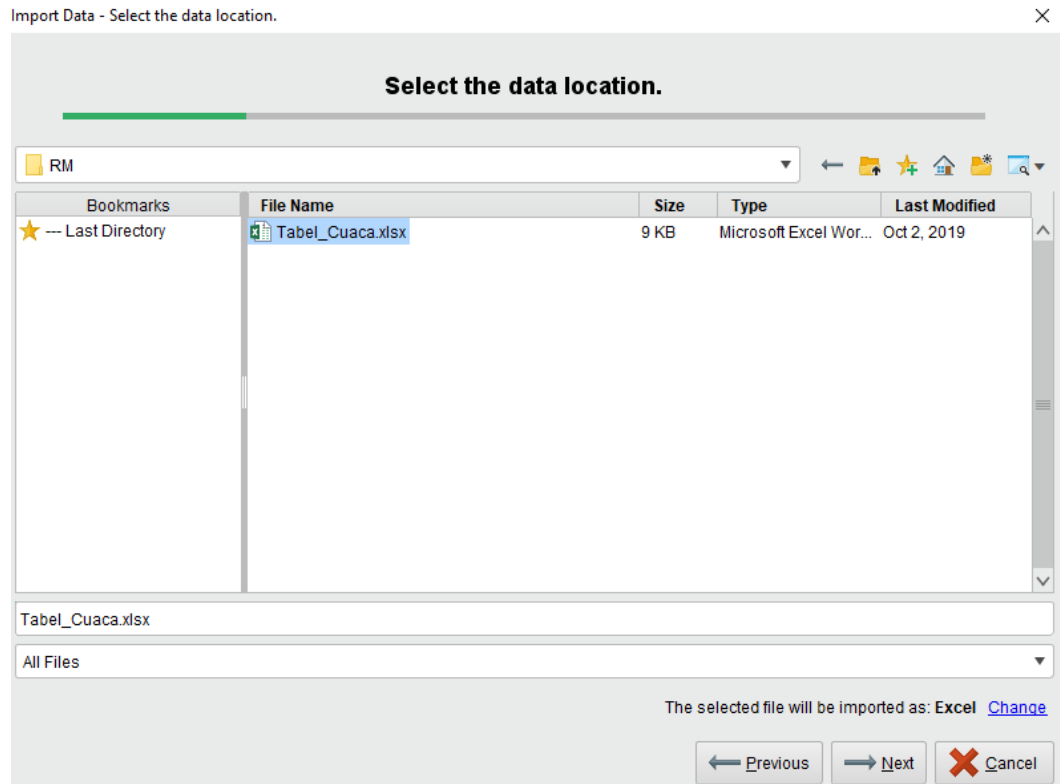 Import Data - Select the data location.
Select the data location.
RM
Bookmarks File Name Size Type Last Modified
--- Last Directory Tabel_Cuaca.xlsx 9 KB Microsoft Excel Wor... Oct 2, 2019
Tabel_Cuaca.xlsx
All Files
The selected file will be imported as: Excel Change
Previous Next Cancel